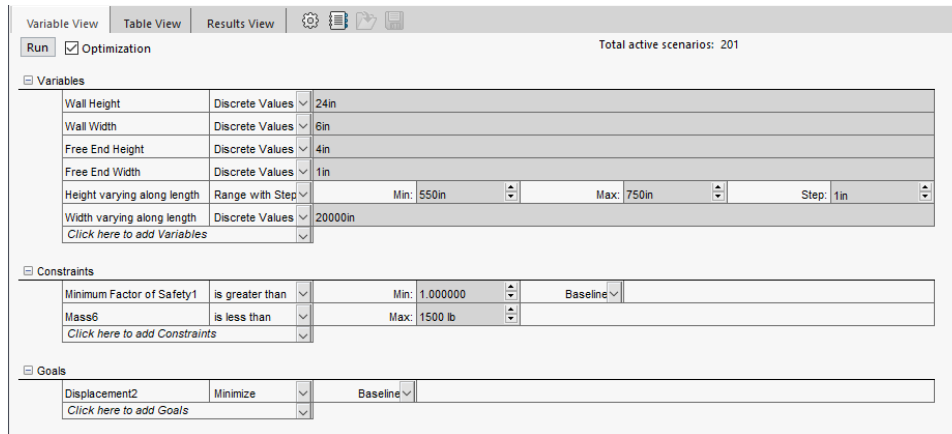 Variable View Table View Results View
Run Optimization Total active scenarios: 201
Variables
Wall Height Discrete Values 24in
Wall Width Discrete Values 6in
Free End Height Discrete Values 4in
Free End Width Discrete Values 1in
Height varying along length Range with Step Min: 550in Max: 750in Step: 1in
Width varying along length Discrete Values 20000in
Click here to add Variables
Constraints
Minimum Factor of Safety1 is greater than Min: 1.000000 Baseline
Mass6 is less than Max: 1500 lb
Click here to add Constraints
Goals
Displacement2 Minimize Baseline
Click here to add Goals